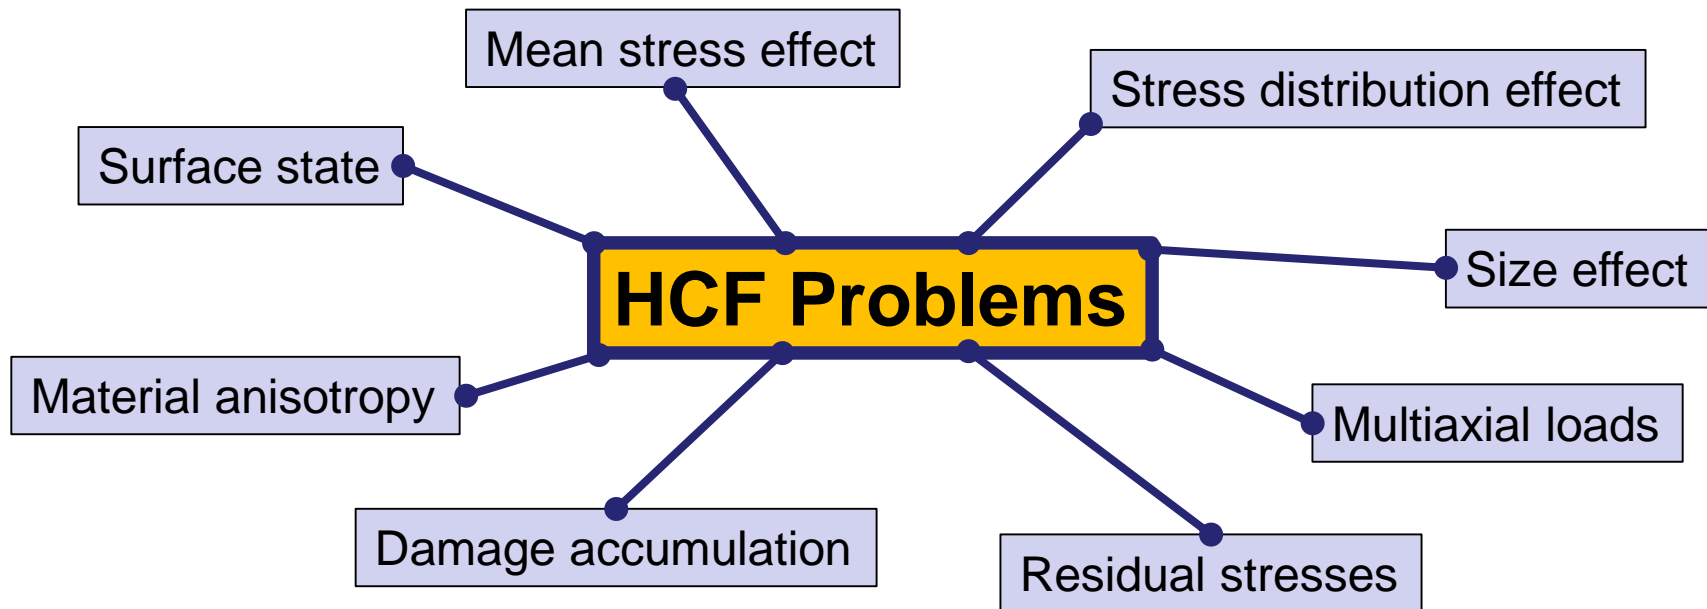 Mean stress effect
Stress distribution effect
Surface state
Size effect
HCF Problems
Material anisotropy
Multiaxial loads
Damage accumulation
Residual stresses